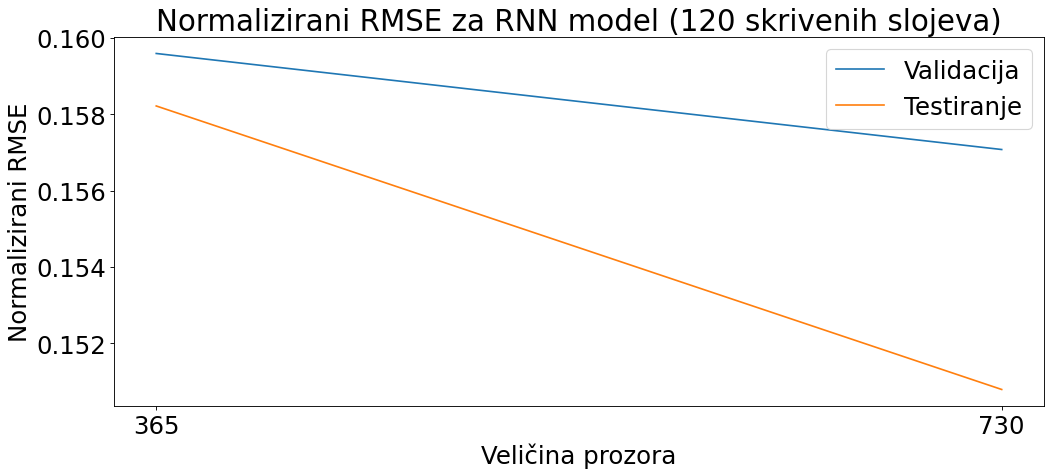 Normalizirani RMSE za RNN model (120 skrivenih slojeva)
Normalizirani RMSE
0.160
0.158
0.156
0.154
0.152
Validacija
Testiranje
365
730
Veličina prozora